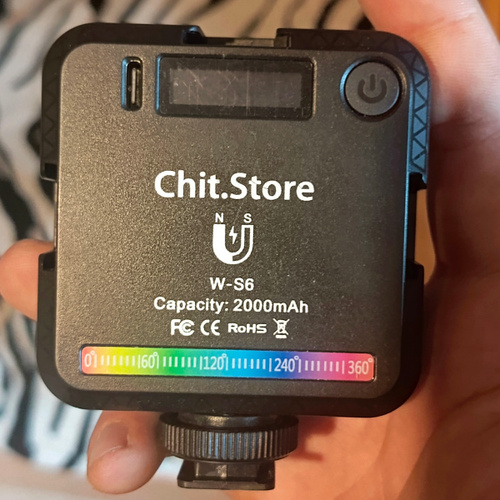 Chit.Store
N S
W-S6
Capacity: 2000mAh
FC CE RoHS
0° 60° 120° 240° 360°